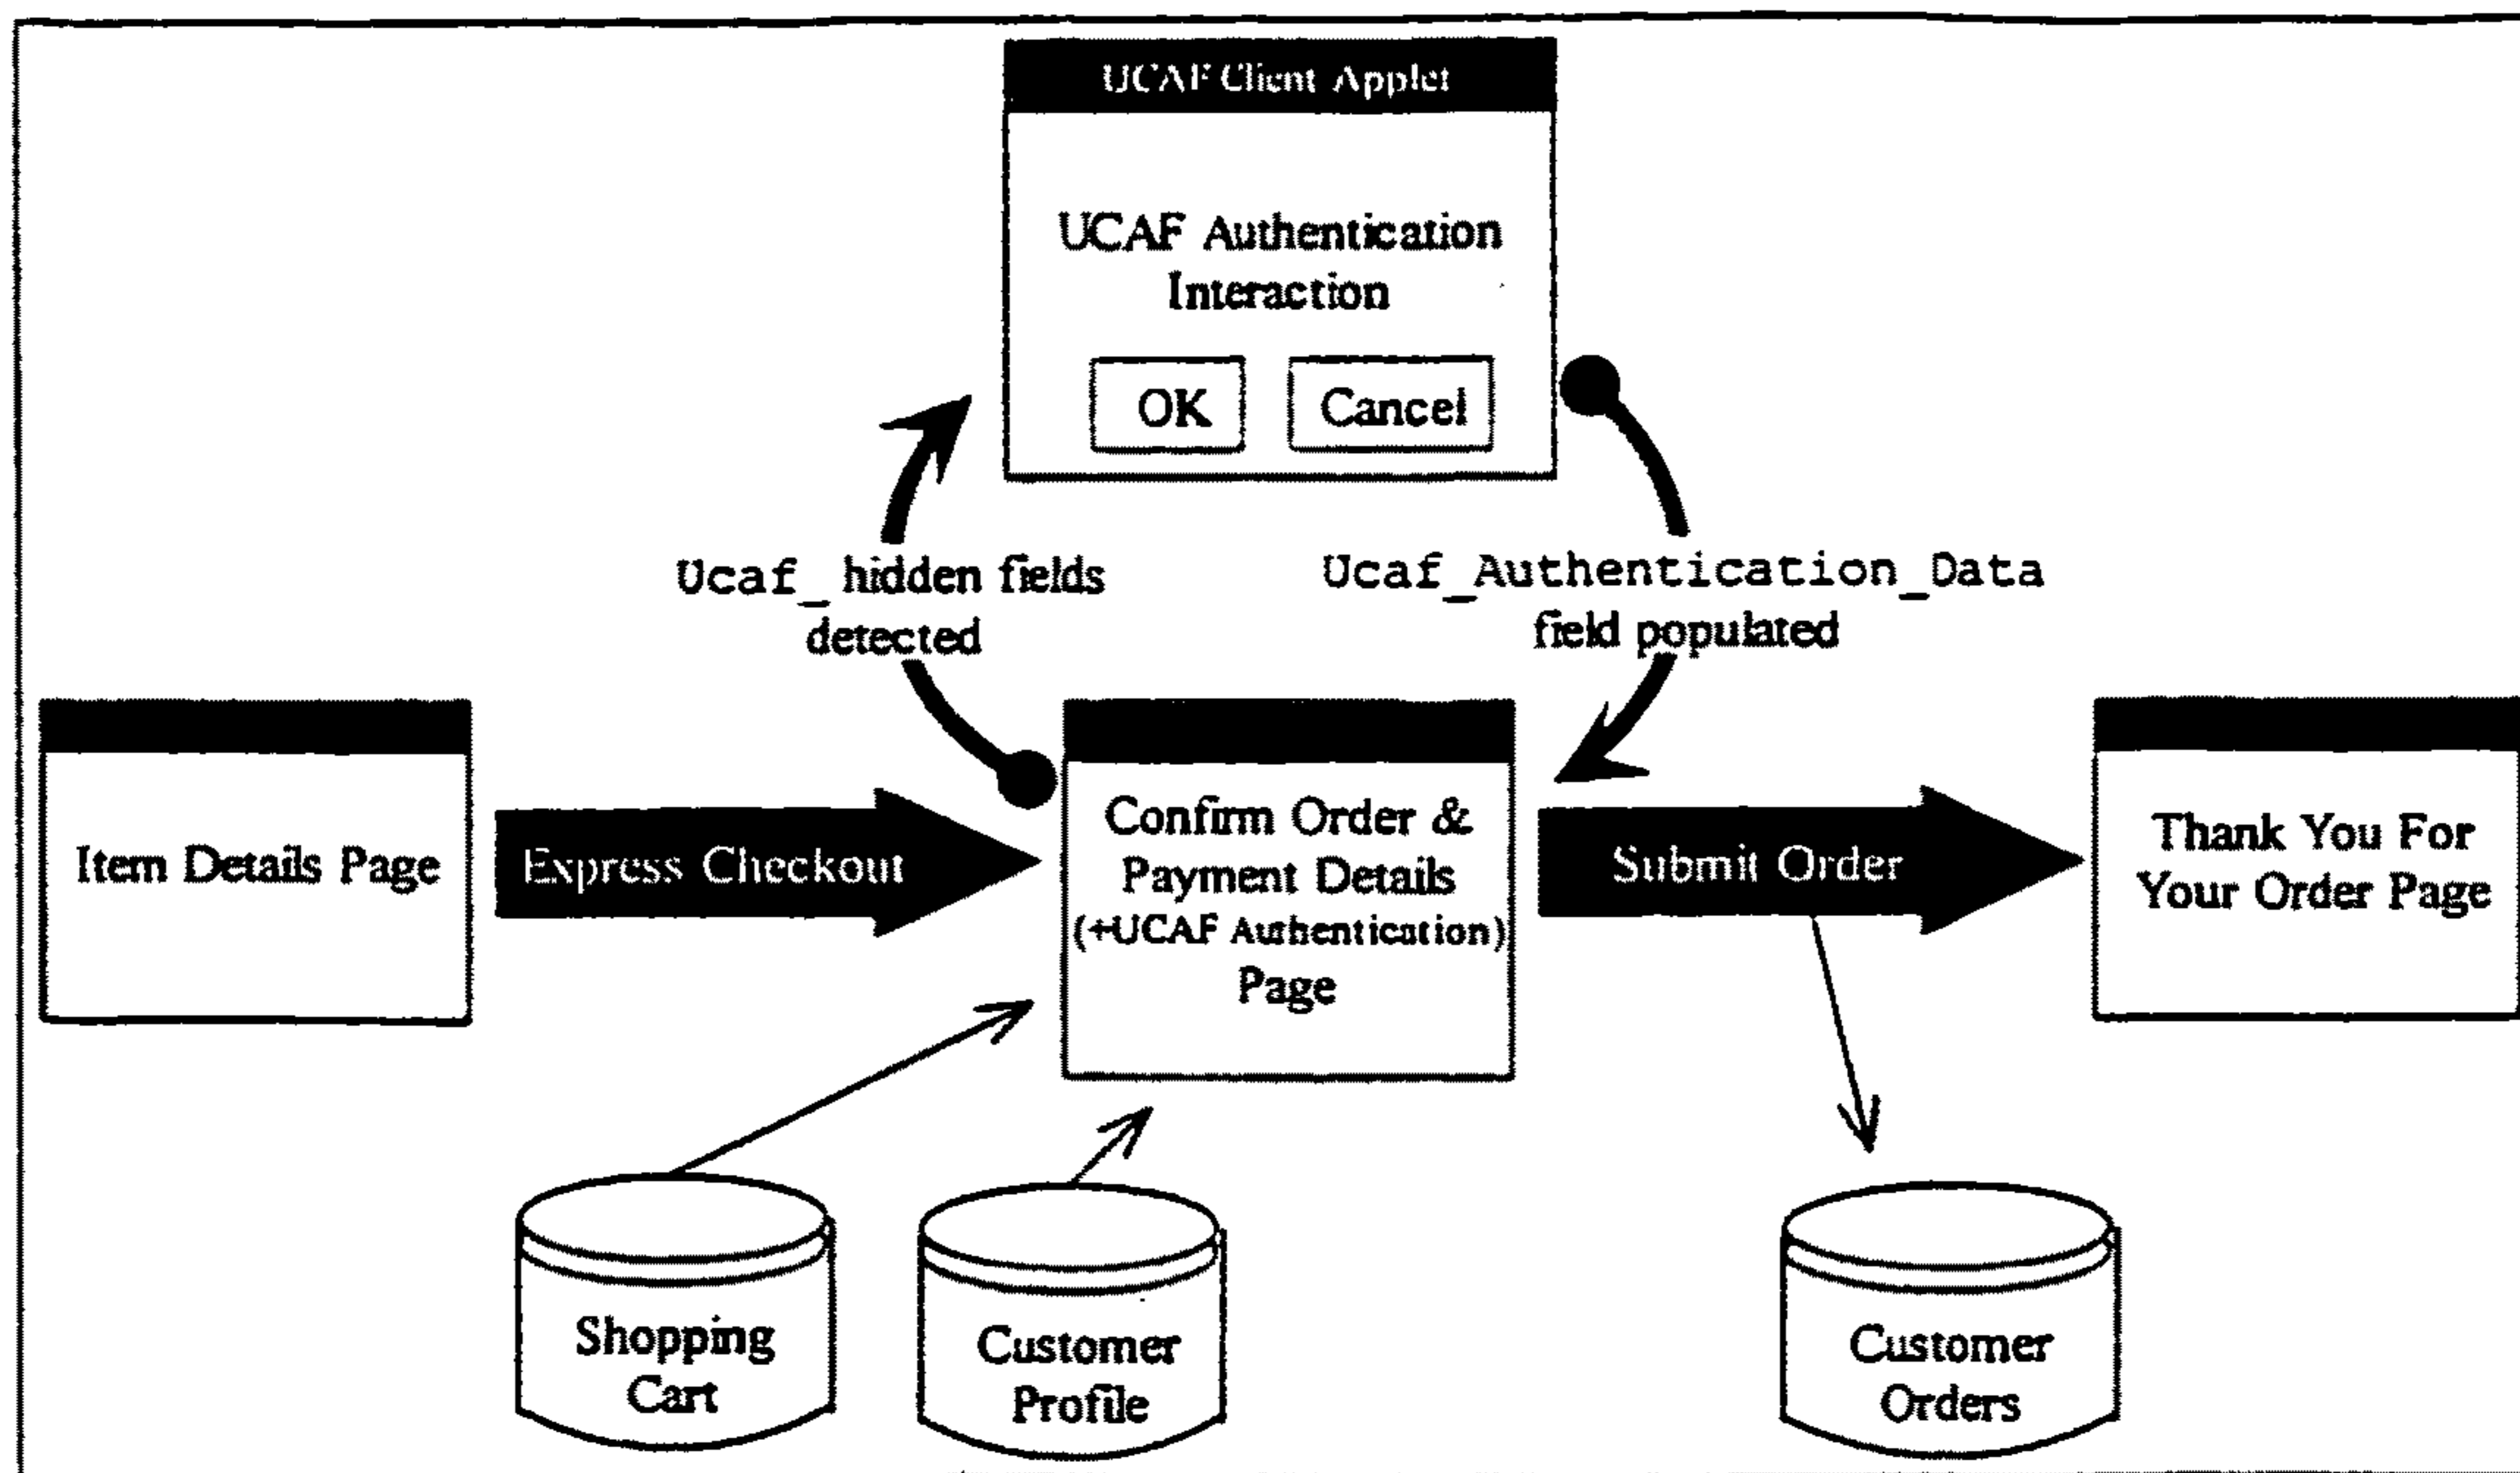 UCAF Client Applet
UCAF Authentication
Interaction
OK
Cancel
Ucaf_ hidden fields
detected
Ucaf_Authentication_Data
field populated
Item Details Page
Express Checkout
Confirm Order &
Payment Details
(+UCAF Authentication)
Page
Submit Order
Thank You For
Your Order Page
Shopping
Cart
Customer
Profile
Customer
Orders